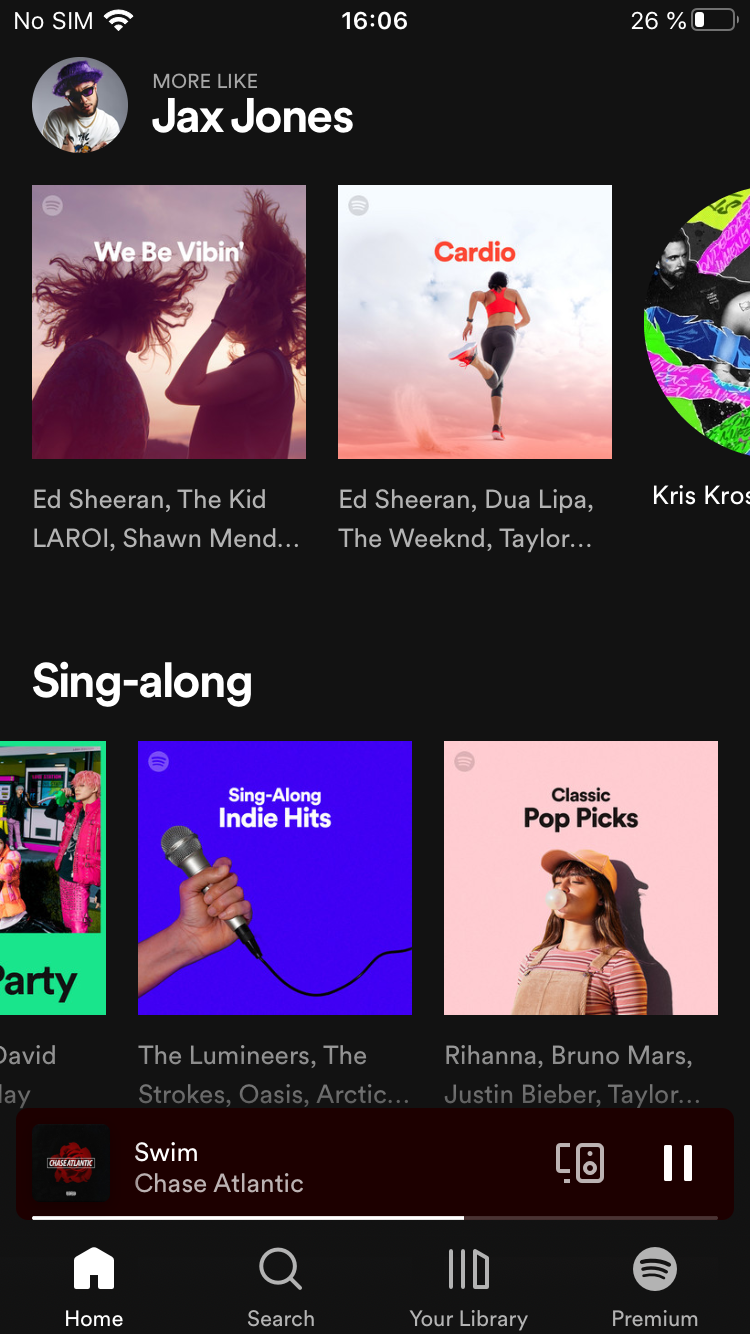 No SIM 16:06 26 %
MORE LIKE
Jax Jones
We Be Vibin'
Cardio
Ed Sheeran, The Kid
LAROI, Shawn Mend...
Ed Sheeran, Dua Lipa,
The Weeknd, Taylor...
Kris Kros
Sing-along
Party
Sing-Along
Indie Hits
Classic
Pop Picks
David
lay
The Lumineers, The
Strokes, Oasis, Arctic...
Rihanna, Bruno Mars,
Justin Bieber, Taylor...
CHASE ATLANTIC
Swim
Chase Atlantic
Home
Search
Your Library
Premium